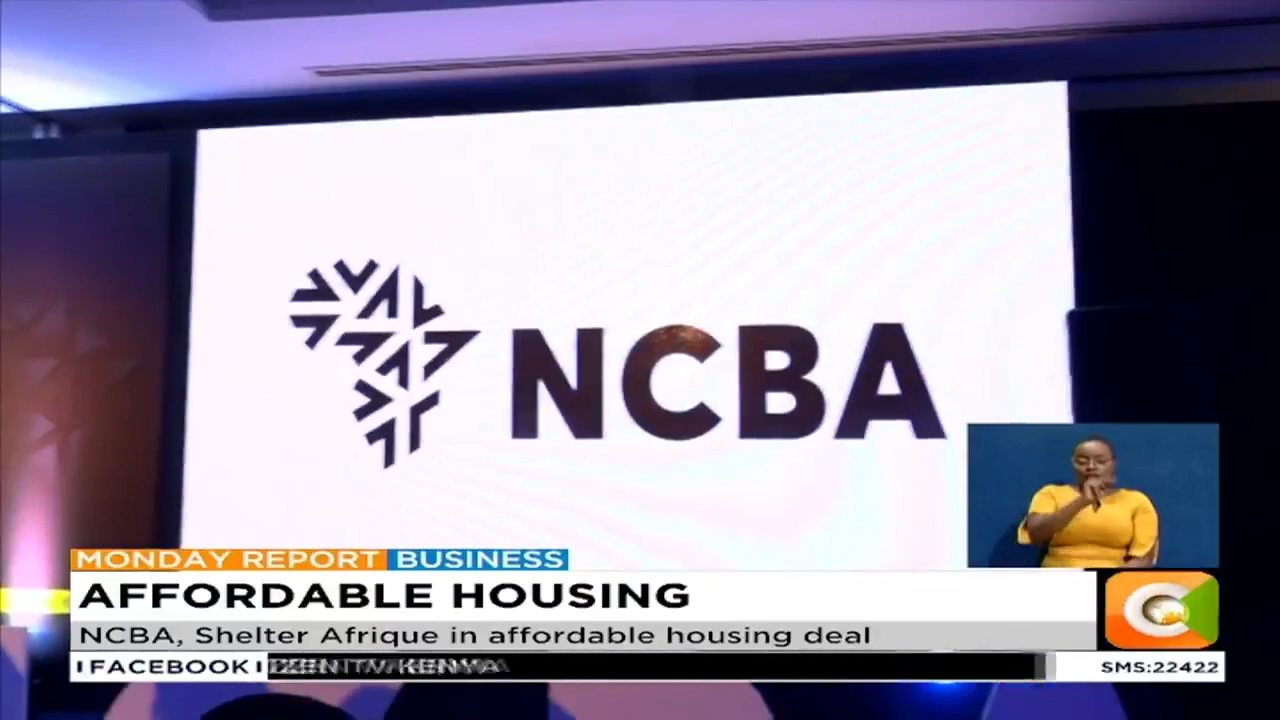 NCBA
MONDAY REPORT BUSINESS
AFFORDABLE HOUSING
NCBA, Shelter Afrique in affordable housing deal
FACEBOOK
SMS:22422